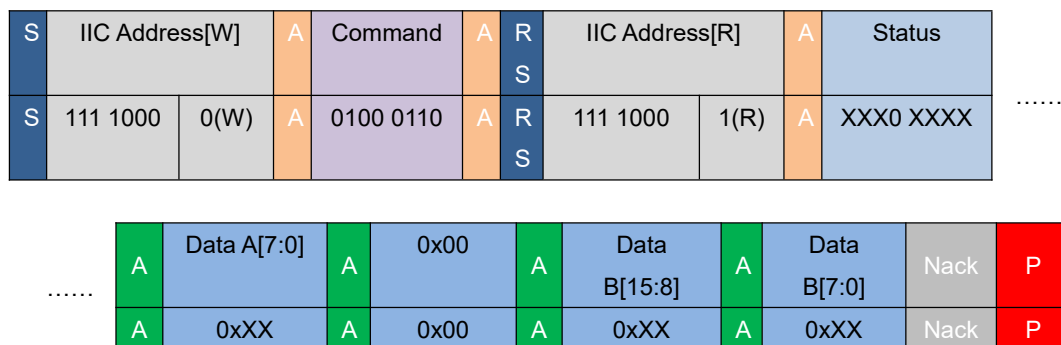 S IIC Address[W] A Command A R S IIC Address[R] A Status
S 111 1000 0(W) A 0100 0110 A R S 111 1000 1(R) A XXX0 XXXX
……
…… A Data A[7:0] A 0x00 A Data B[15:8] A Data B[7:0] Nack P
A 0xXX A 0x00 A 0xXX A 0xXX Nack P